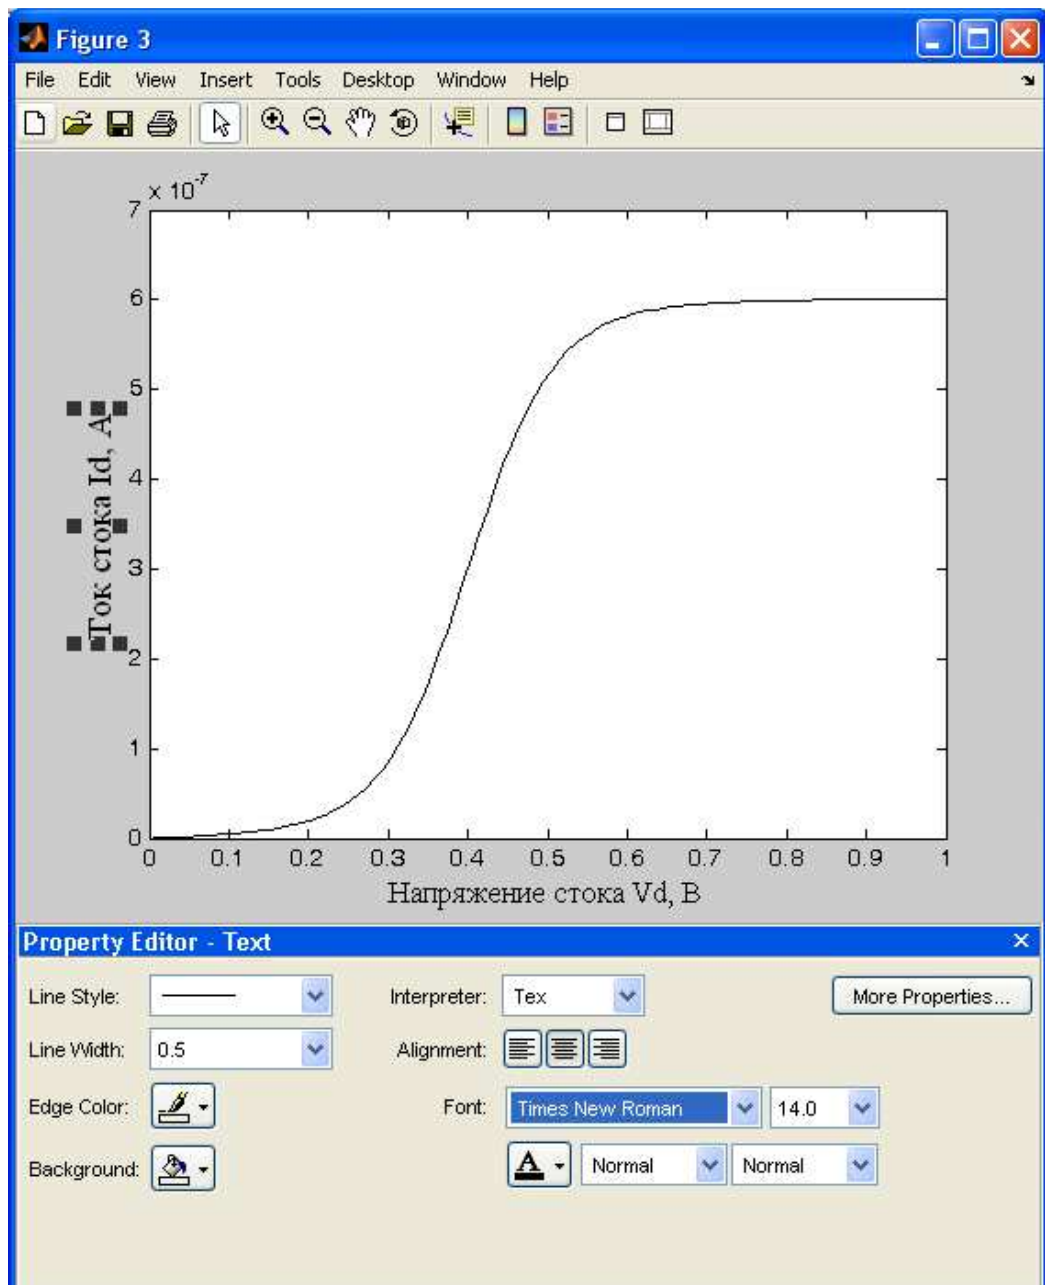 Figure 3
File Edit View Insert Tools Desktop Window Help
× 10⁻⁷
7
6
5
4
3
2
1
0
Ток стока Id, А
0 0.1 0.2 0.3 0.4 0.5 0.6 0.7 0.8 0.9 1
Напряжение стока Vd, В
Property Editor - Text
Line Style: Interpreter: Tex More Properties...
Line Width: 0.5 Alignment:
Edge Color: Font: Times New Roman 14.0
Background: A Normal Normal